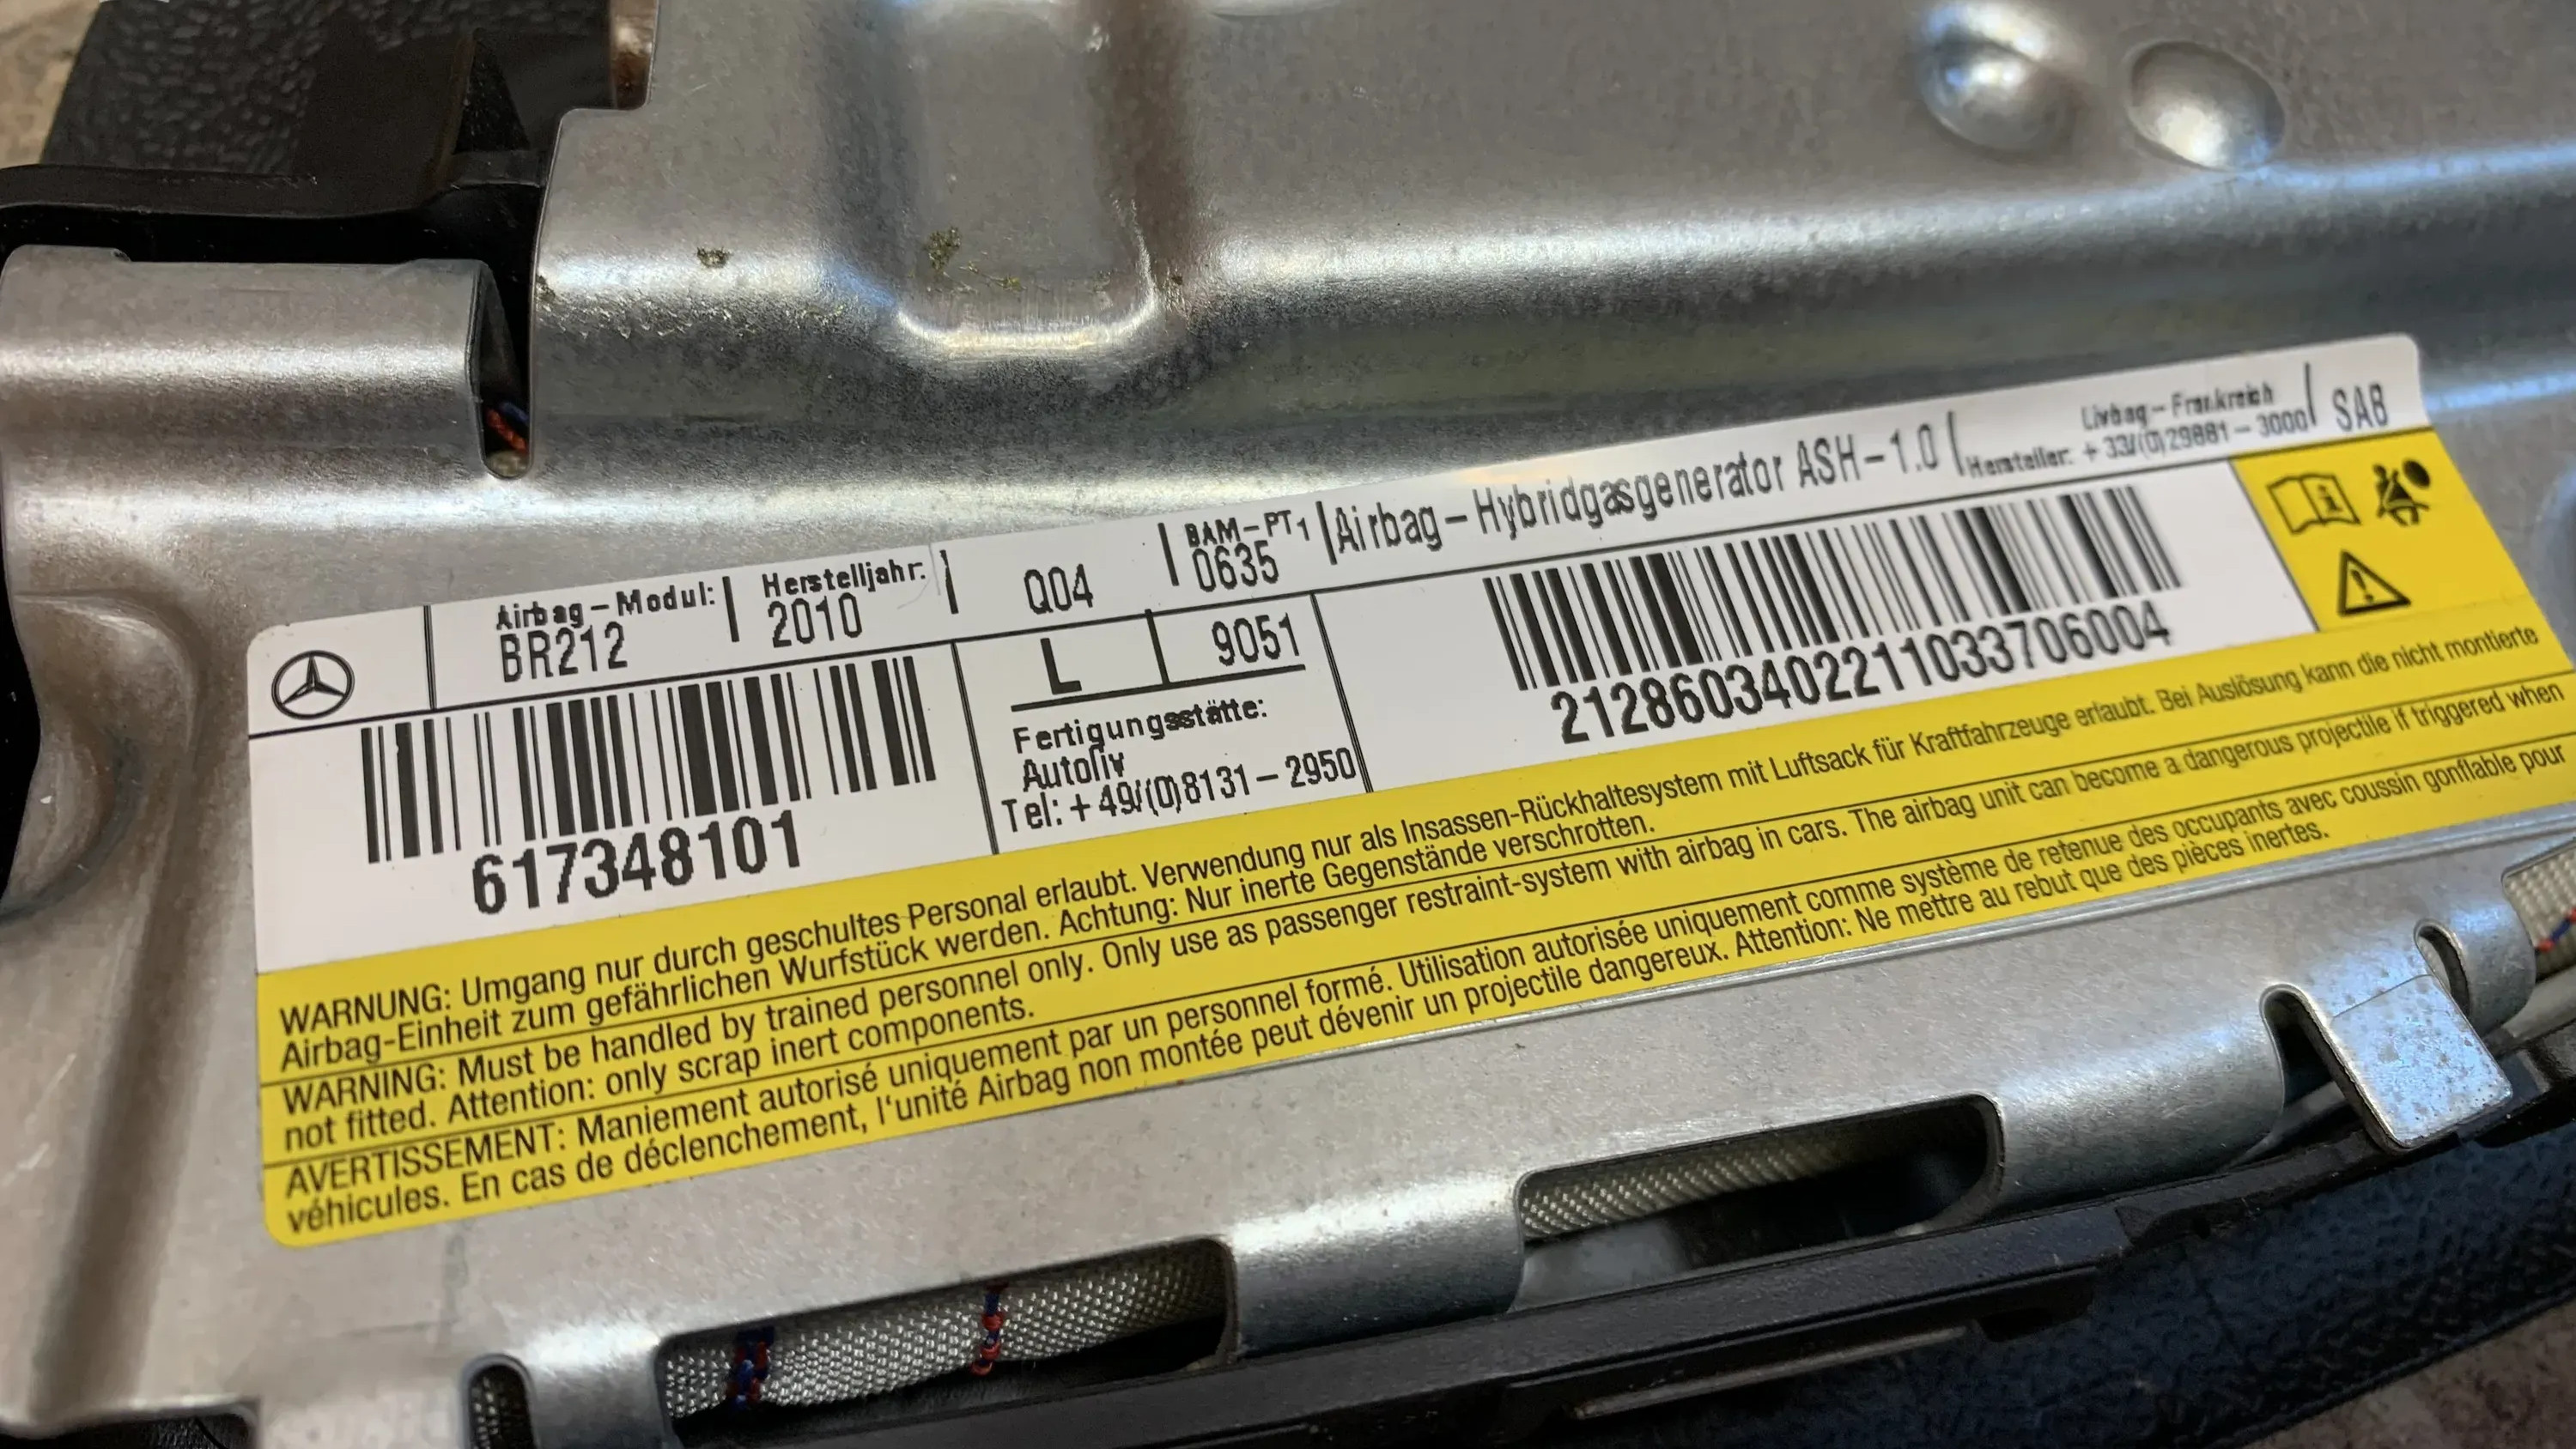 Airbag-Modul: BR212
Herstelljahr: 2010
Q04
BAM-PT1 0635
Airbag-Hybridgasgenerator ASH-1.0
Livbag-Frankreich
Hersteller: +33/(0)29881-3000
SAB
617348101
L 9051
Fertigungsstätte:
Autoliv
Tel: +49/(0)8131-2950
2128603402211033706004
WARNUNG: Umgang nur durch geschultes Personal erlaubt. Verwendung nur als Insassen-Rückhaltesystem mit Luftsack für Kraftfahrzeuge erlaubt. Bei Auslösung kann die nicht montierte
Airbag-Einheit zum gefährlichen Wurfstück werden. Achtung: Nur inerte Gegenstände verschrotten.
WARNING: Must be handled by trained personnel only. Only use as passenger restraint-system with airbag in cars. The airbag unit can become a dangerous projectile if triggered when
not fitted. Attention: only scrap inert components.
AVERTISSEMENT: Maniement autorisé uniquement par un personnel formé. Utilisation autorisée uniquement comme système de retenue des occupants avec coussin gonflable pour
véhicules. En cas de déclenchement, l'unité Airbag non montée peut dévenir un projectile dangereux. Attention: Ne mettre au rebut que des pièces inertes.